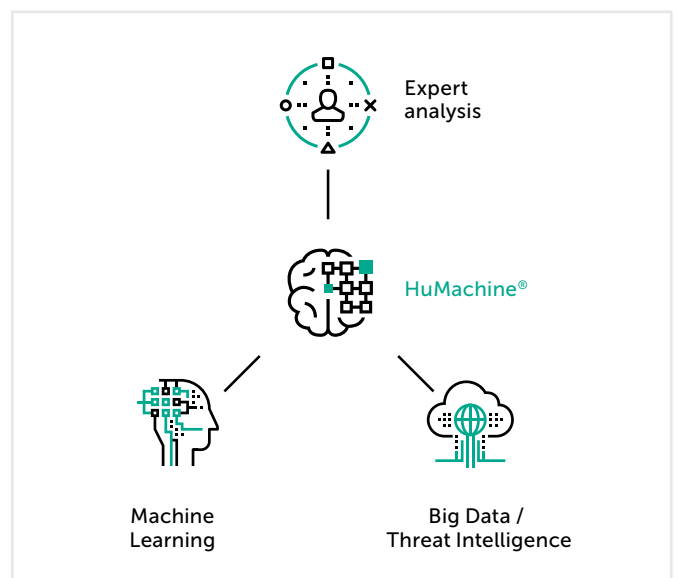 Expert
analysis
HuMachine®
Machine
Learning
Big Data /
Threat Intelligence